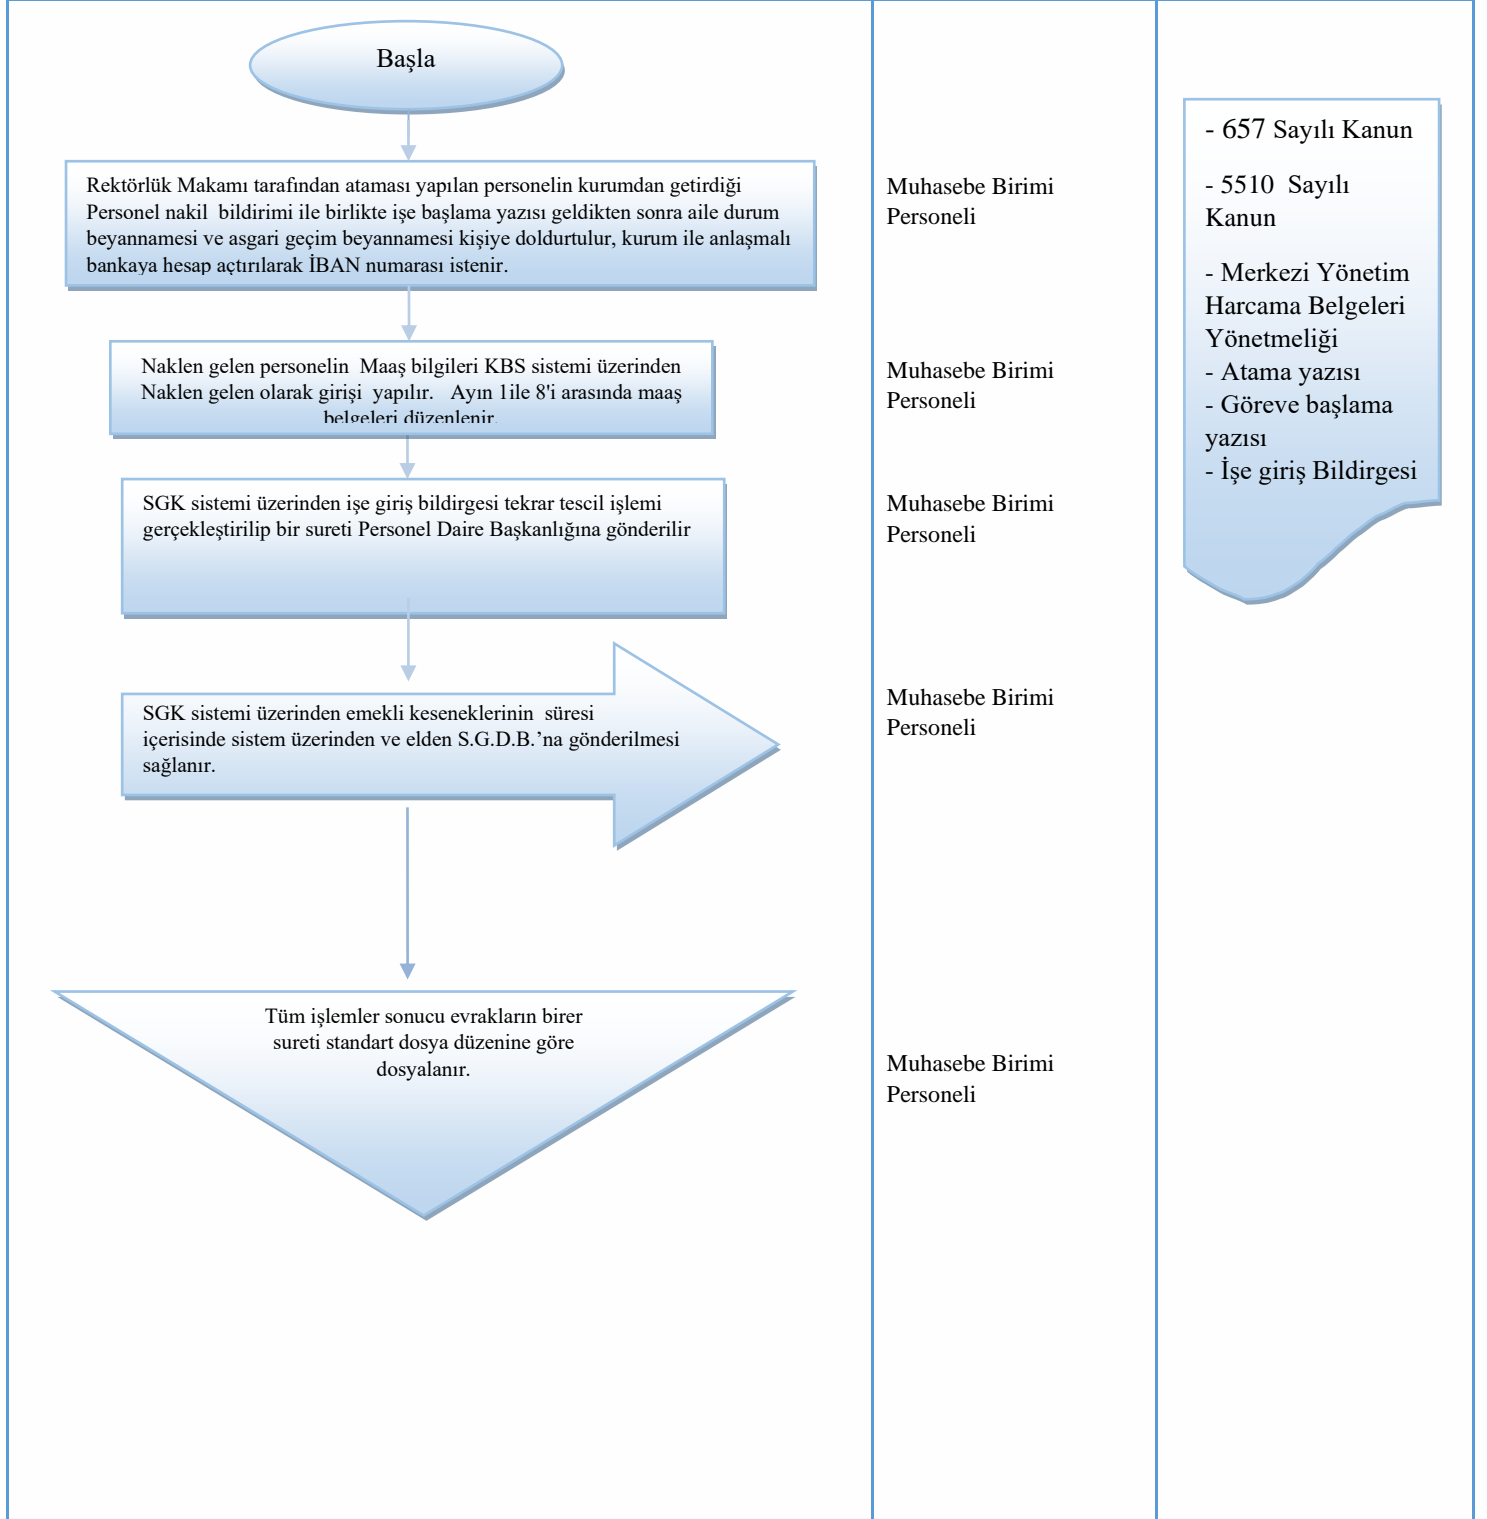 Başla
Rektörlük Makamı tarafından ataması yapılan personelin kurumdan getirdiği
Personel nakil bildirimi ile birlikte işe başlama yazısı geldikten sonra aile durum
beyannamesi ve asgari geçim beyannamesi kişiye doldurtulur, kurum ile anlaşmalı
bankaya hesap açtırılarak İBAN numarası istenir.
Muhasebe Birimi
Personeli
Naklen gelen personelin Maaş bilgileri KBS sistemi üzerinden
Naklen gelen olarak girişi yapılır. Ayın 1ile 8'i arasında maaş
belgeleri düzenlenir.
Muhasebe Birimi
Personeli
SGK sistemi üzerinden işe giriş bildirgesi tekrar tescil işlemi
gerçekleştirilip bir sureti Personel Daire Başkanlığına gönderilir
Muhasebe Birimi
Personeli
SGK sistemi üzerinden emekli keseneklerinin süresi
içerisinde sistem üzerinden ve elden S.G.D.B.’na gönderilmesi
sağlanır.
Muhasebe Birimi
Personeli
Tüm işlemler sonucu evrakların birer
sureti standart dosya düzenine göre
dosyalanır.
Muhasebe Birimi
Personeli
- 657 Sayılı Kanun
- 5510 Sayılı
Kanun
- Merkezi Yönetim
Harcama Belgeleri
Yönetmeliği
- Atama yazısı
- Göreve başlama
yazısı
- İşe giriş Bildirgesi